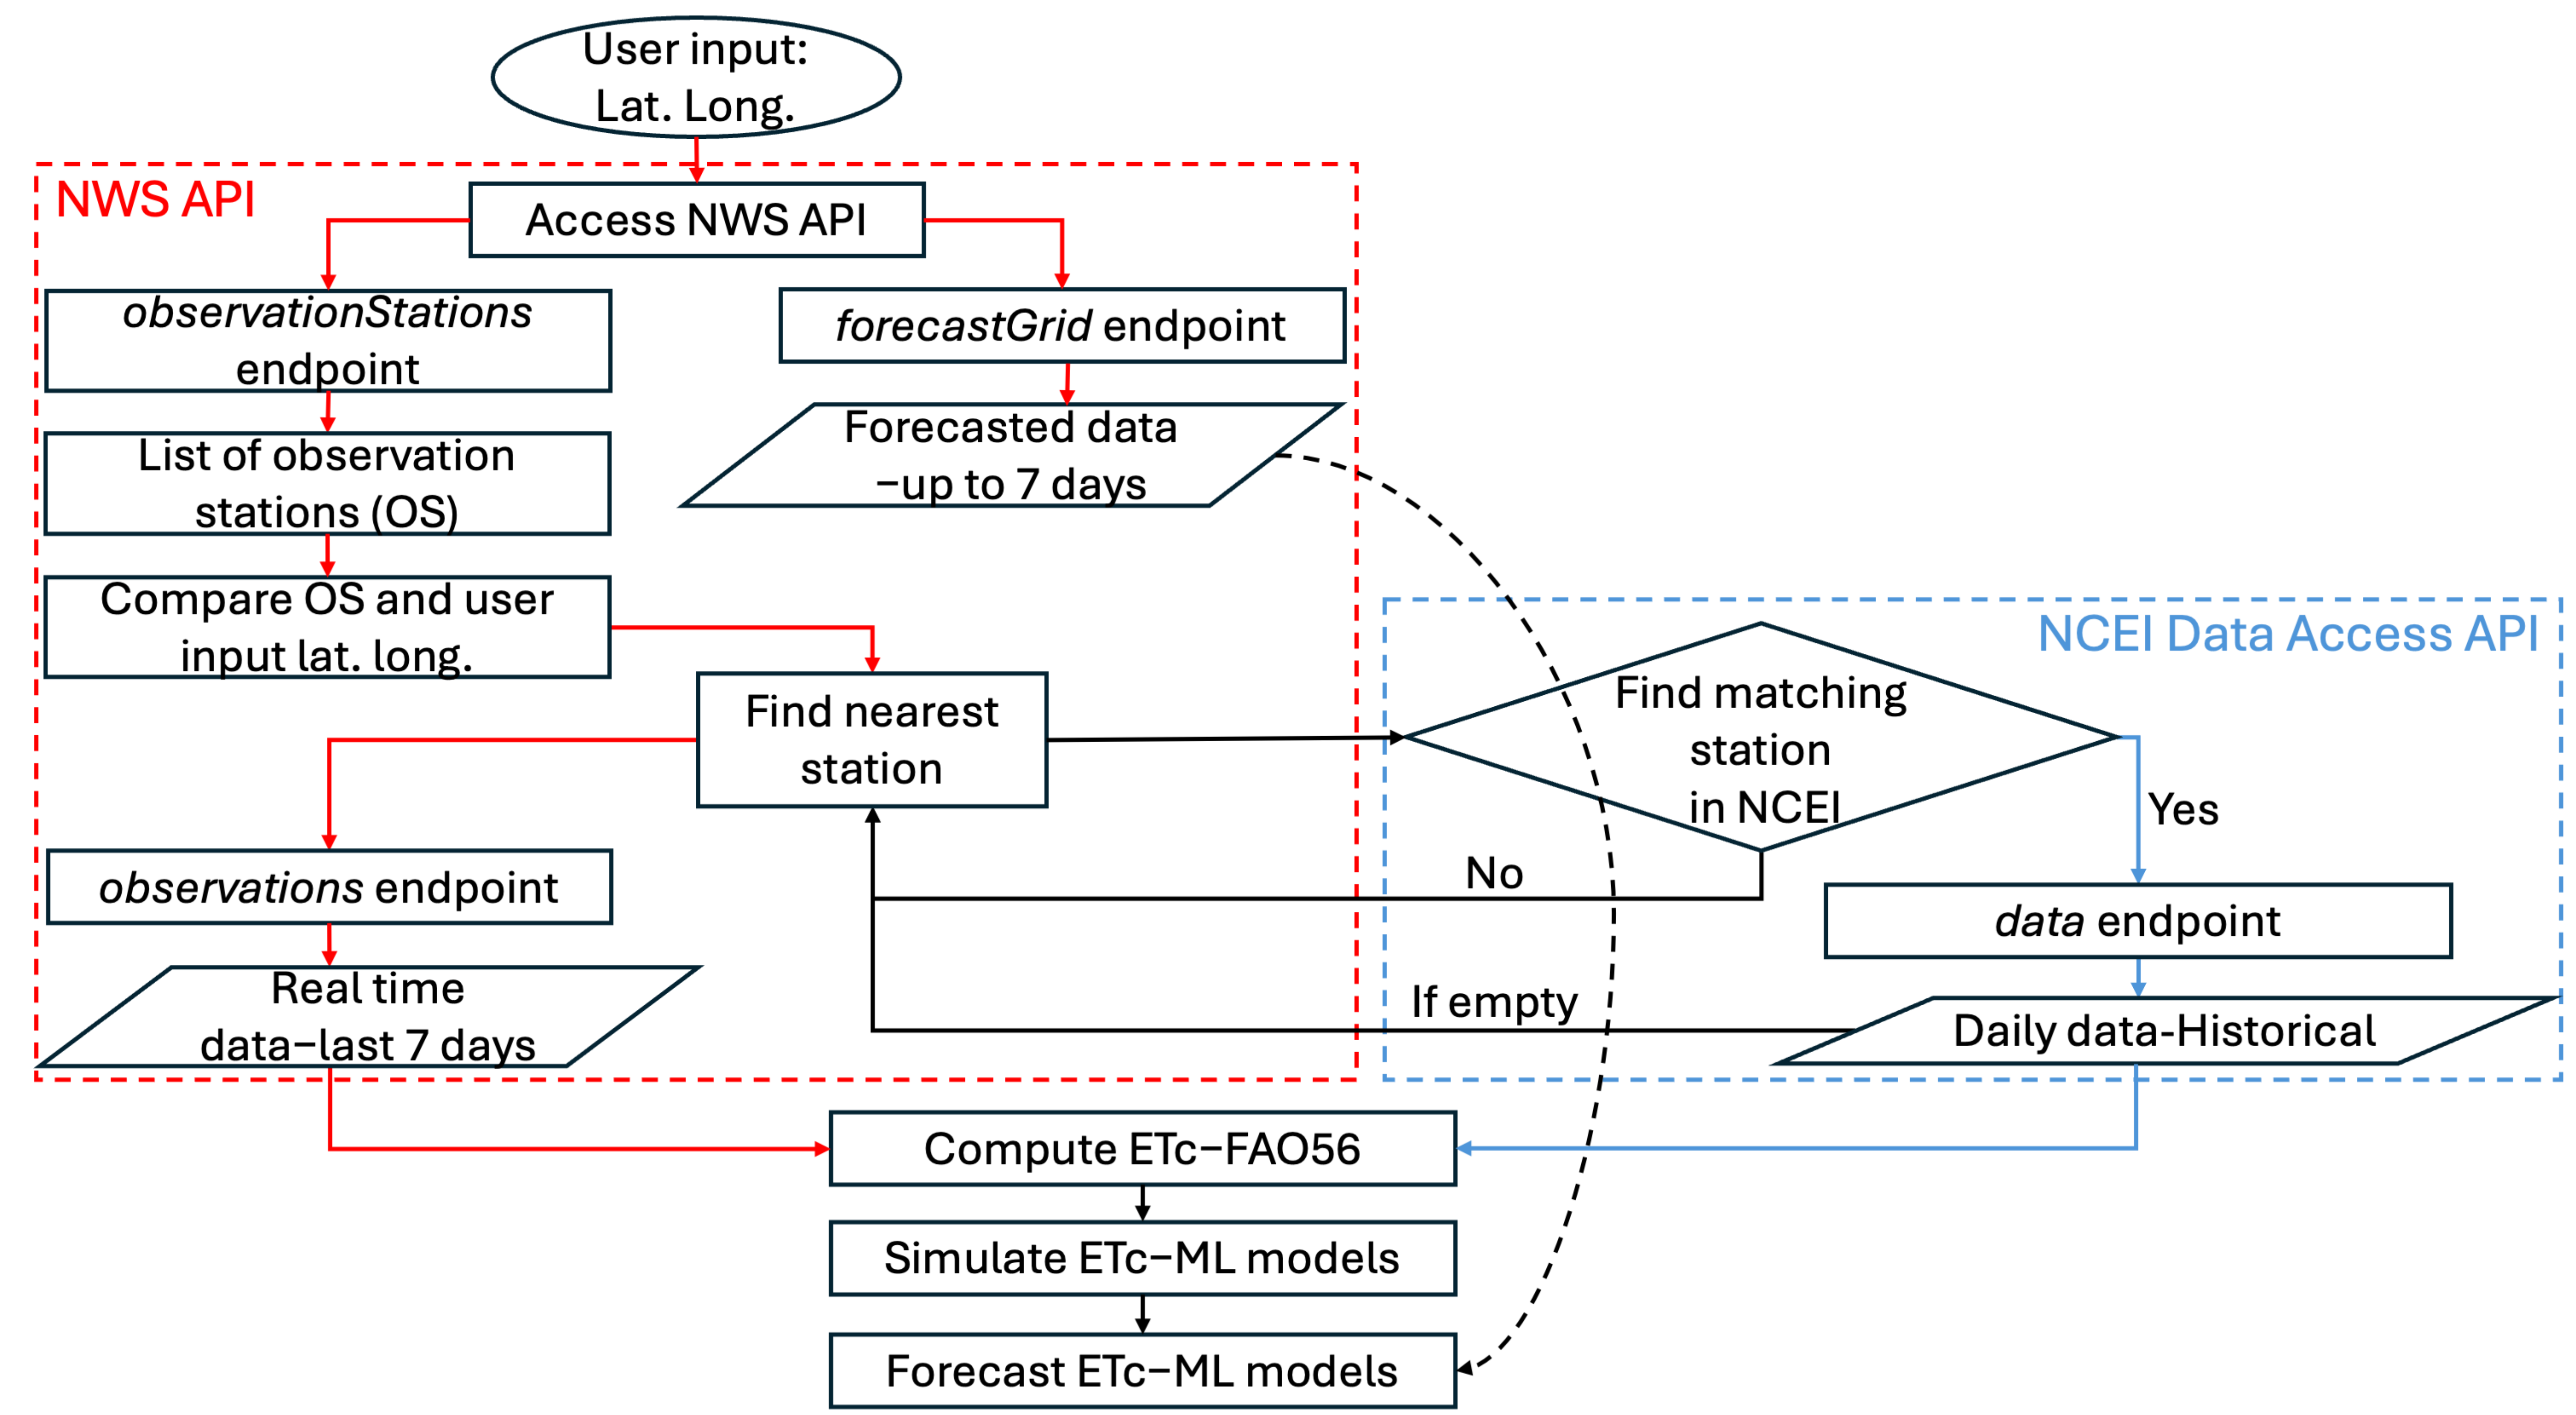 User input:
Lat. Long.
NWS API
Access NWS API
observationStations
endpoint
forecastGrid endpoint
List of observation
stations (OS)
Forecasted data
−up to 7 days
Compare OS and user
input lat. long.
NCEI Data Access API
Find nearest
station
Find matching
station
in NCEI
Yes
No
observations endpoint
data endpoint
Real time
data−last 7 days
If empty
Daily data-Historical
Compute ETc−FAO56
Simulate ETc−ML models
Forecast ETc−ML models